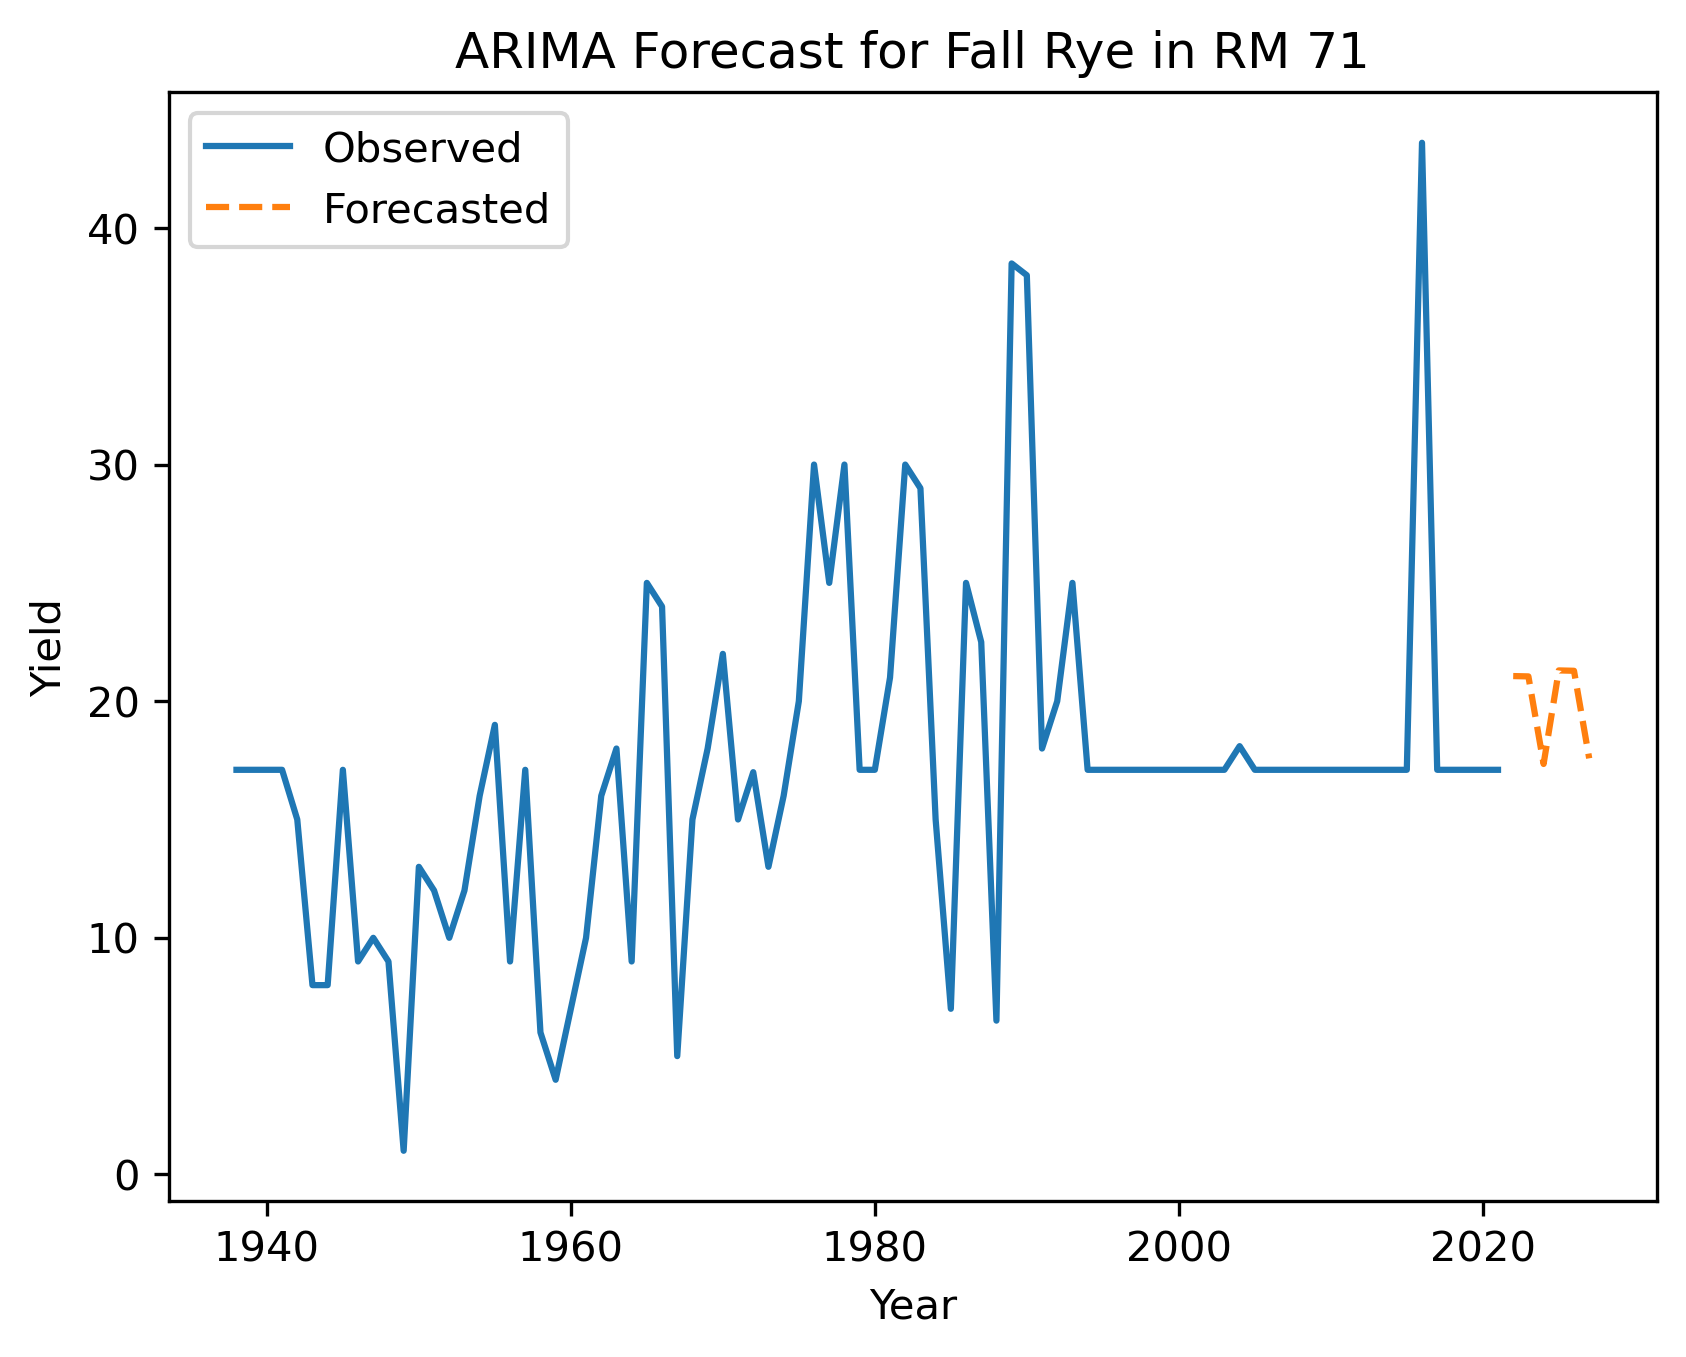 ARIMA Forecast for Fall Rye in RM 71
Observed
Forecasted
40
30
20
10
0
Yield
1940 1960 1980 2000 2020
Year